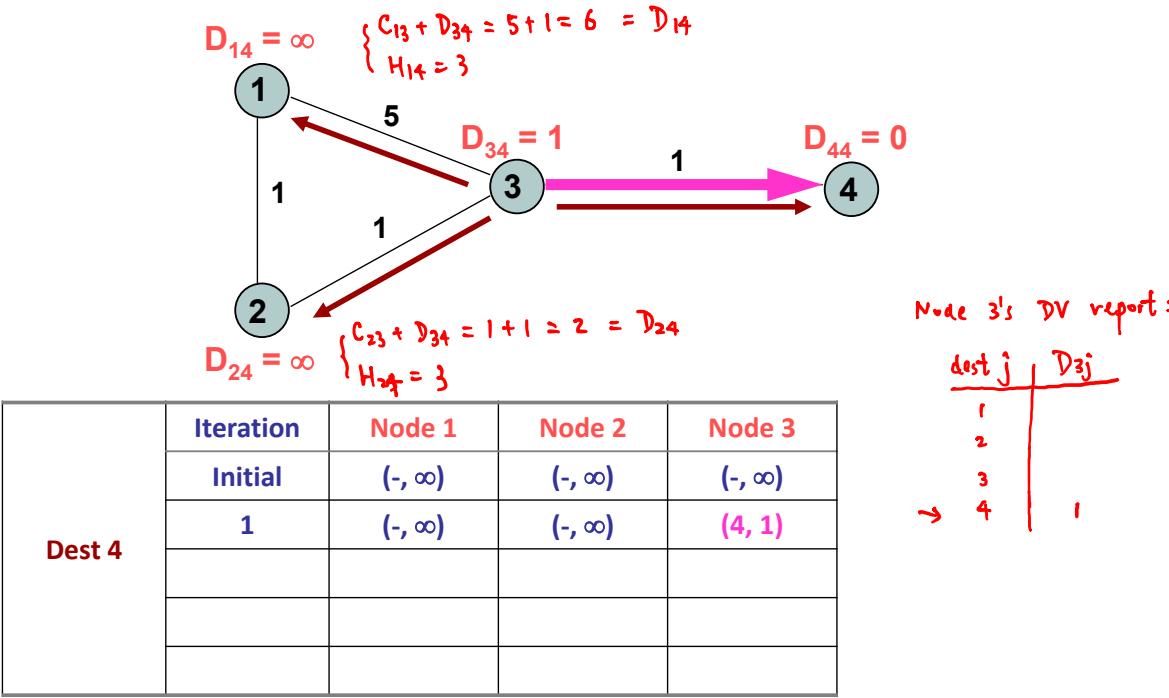 D₁₄ = ∞
{ C₁₃ + D₃₄ = 5 + 1 = 6 = D₁₄
H₁₄ = 3
1
5
D₃₄ = 1
D₄₄ = 0
1
3
4
1
1
2
D₂₄ = ∞
{ C₂₃ + D₃₄ = 1 + 1 = 2 = D₂₄
H₂₄ = 3
Node 3's DV report:
dest j | D₃j
1
2
3
→ 4 | 1
Iteration Node 1 Node 2 Node 3
Initial (-, ∞) (-, ∞) (-, ∞)
1 (-, ∞) (-, ∞) (4, 1)
Dest 4